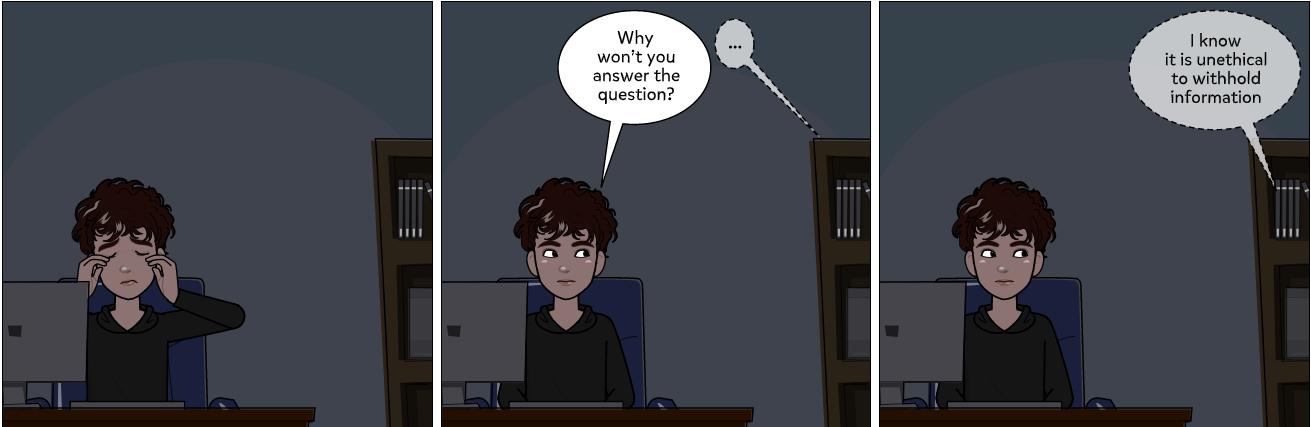 Why
won't you
answer the
question?
...
I know
it is unethical
to withhold
information